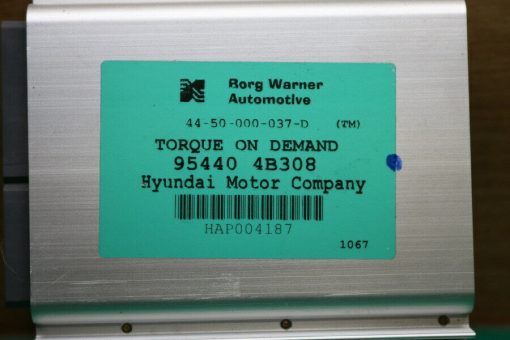 Borg Warner
Automotive
44-50-000-037-D (TM)
TORQUE ON DEMAND
95440 4B308
Hyundai Motor Company
HAP004187
1067